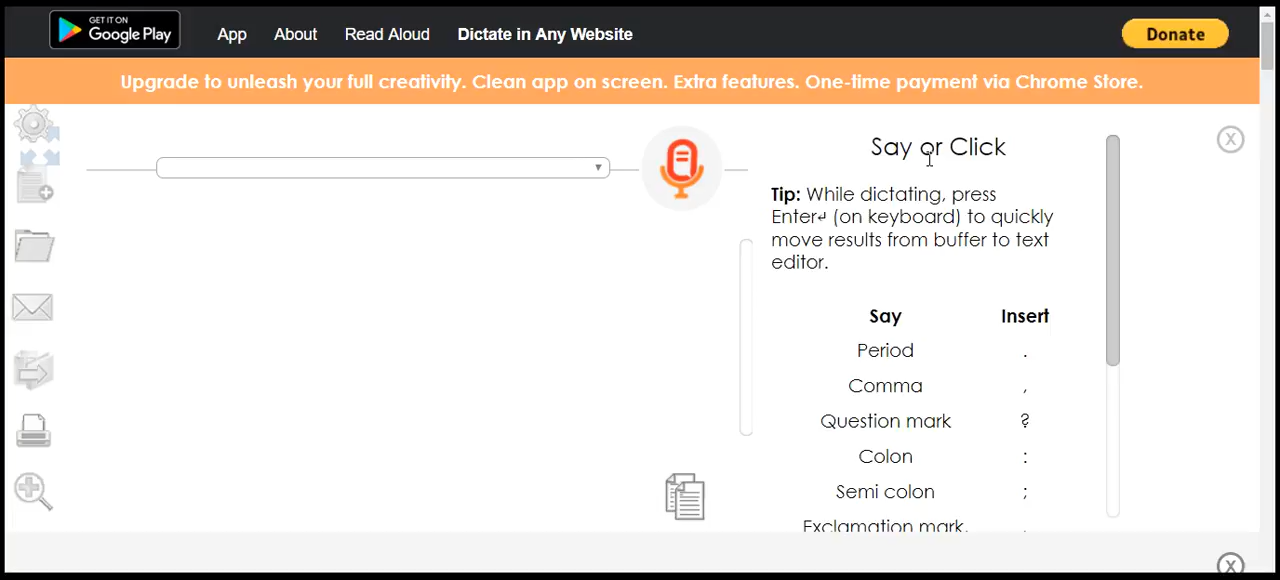 GET IT ON
Google Play
App
About
Read Aloud
Dictate in Any Website
Donate
Upgrade to unleash your full creativity. Clean app on screen. Extra features. One-time payment via Chrome Store.
Say or Click
Tip: While dictating, press
Enter↵ (on keyboard) to quickly
move results from buffer to text
editor.
Say Insert
Period .
Comma ,
Question mark ?
Colon :
Semi colon ;
Exclamation mark,